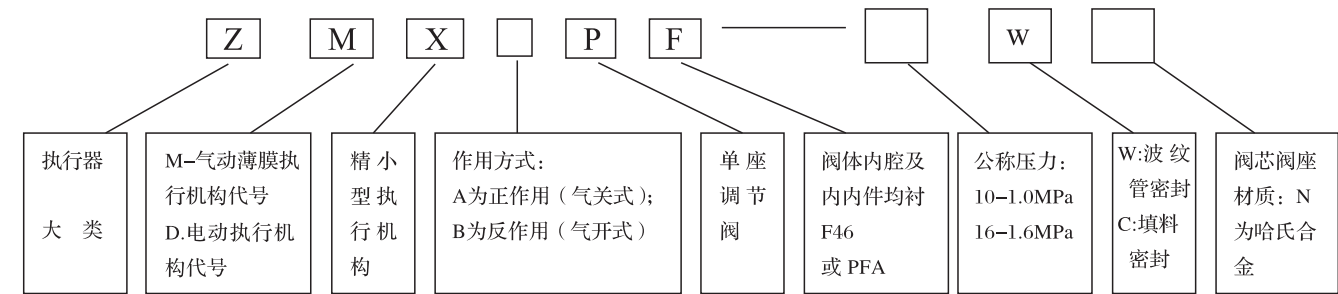 Z M X P F W
执行器
大 类
M-气动薄膜执
行机构代号
D.电动执行机
构代号
精 小
型 执
行 机
构
作用方式：
A为正作用（气关式）；
B为反作用（气开式）
单 座
调 节
阀
阀体内腔及
内内件均衬
F46
或 PFA
公称压力：
10-1.0MPa
16-1.6MPa
W:波 纹
管密封
C:填料
密封
阀芯阀座
材质：N
为哈氏合
金